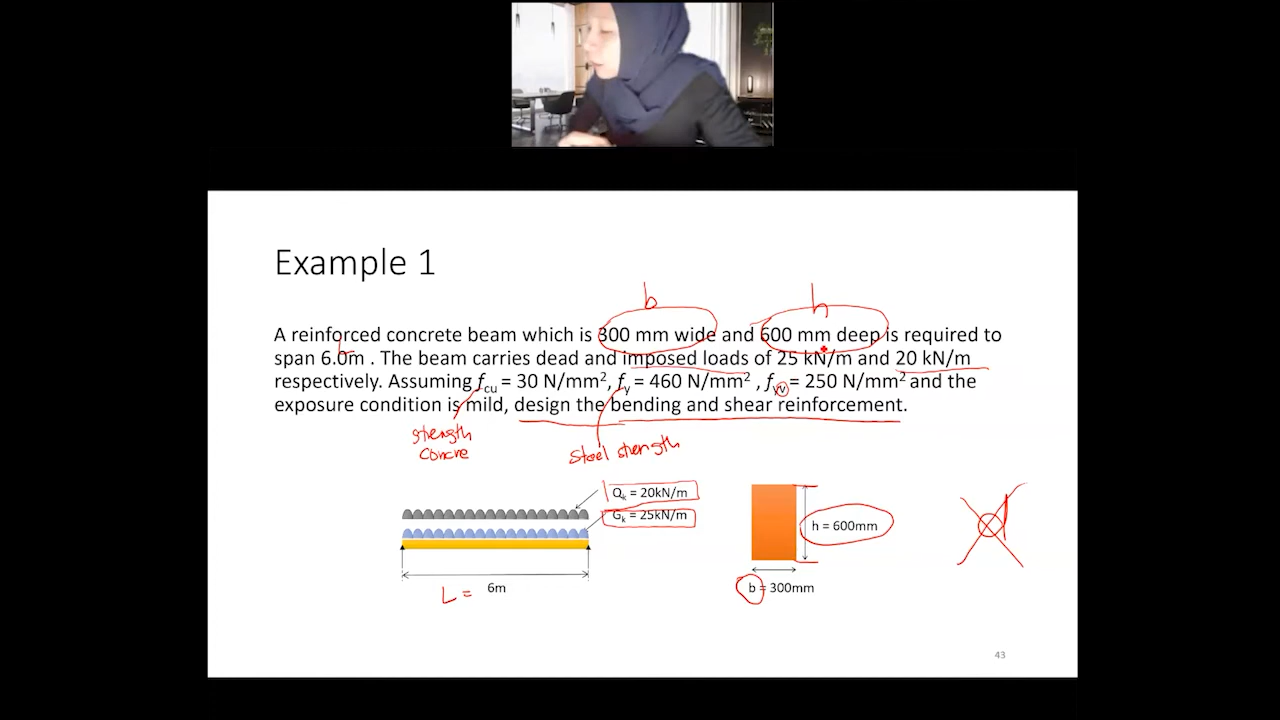 Example 1
b
h
A reinforced concrete beam which is 300 mm wide and 600 mm deep is required to
span 6.0m . The beam carries dead and imposed loads of 25 kN/m and 20 kN/m
respectively. Assuming fcu = 30 N/mm², fy = 460 N/mm² , fyv = 250 N/mm² and the
exposure condition is mild, design the bending and shear reinforcement.
strength
concre
steel strength
Qk = 20kN/m
Gk = 25kN/m
h = 600mm
L = 6m
b = 300mm
43